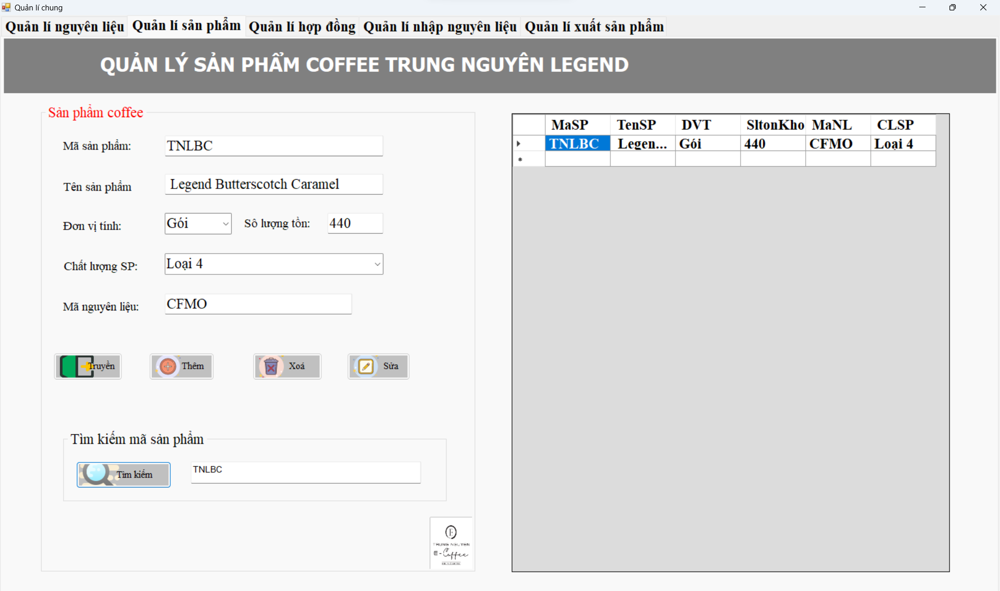 Quản lí chung
Quản lí nguyên liệu Quản lí sản phẩm Quản lí hợp đồng Quản lí nhập nguyên liệu Quản lí xuất sản phẩm
QUẢN LÝ SẢN PHẨM COFFEE TRUNG NGUYÊN LEGEND
Sản phẩm coffee
Mã sản phẩm: TNLBC
Tên sản phẩm Legend Butterscotch Caramel
Đơn vị tính: Gói Sô lượng tồn: 440
Chất lượng SP: Loại 4
Mã nguyên liệu: CFMO
Truyền Thêm Xoá Sửa
Tìm kiếm mã sản phẩm
Tìm kiếm TNLBC
TRUNG NGUYEN
E-Coffee
MaSP TenSP DVT SltonKho MaNL CLSP
TNLBC Legen... Gói 440 CFMO Loại 4